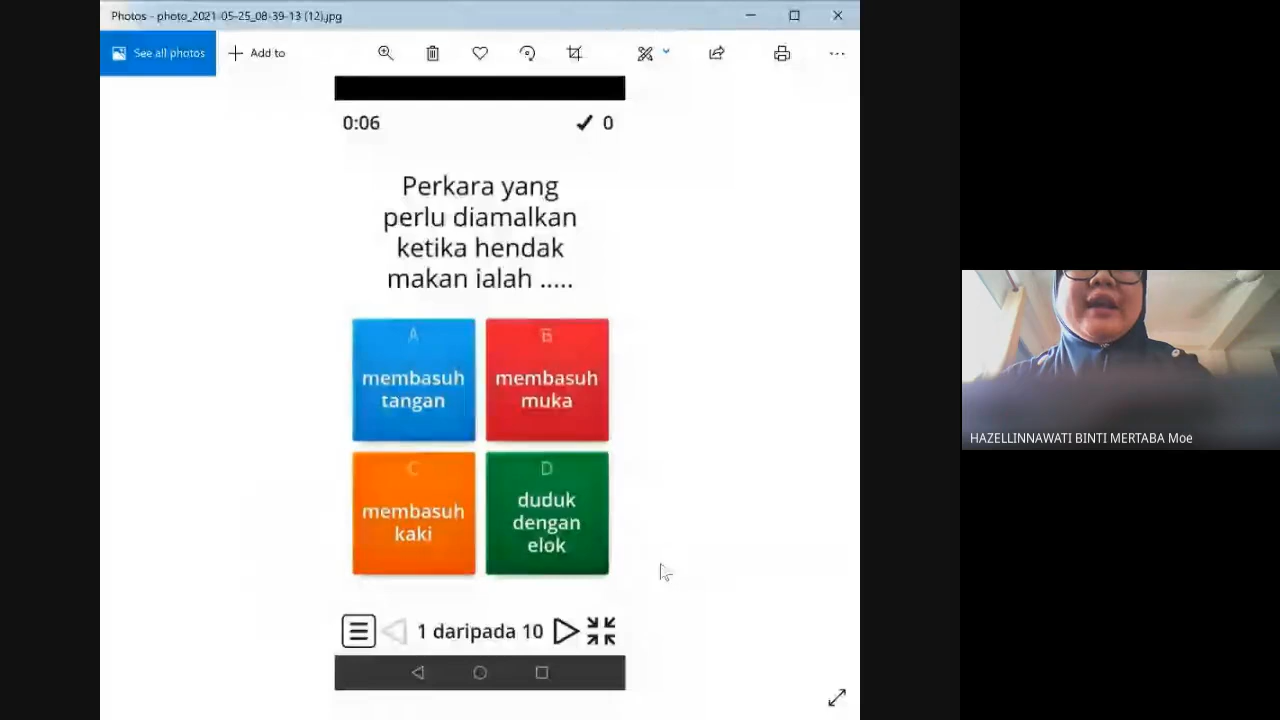 Photos - photo_2021-05-25_08-39-13 (12).jpg
See all photos
Add to
0:06
0
Perkara yang
perlu diamalkan
ketika hendak
makan ialah .....
A
membasuh
tangan
B
membasuh
muka
C
membasuh
kaki
D
duduk
dengan
elok
1 daripada 10
HAZELLINNAWATI BINTI MERTABA Moe